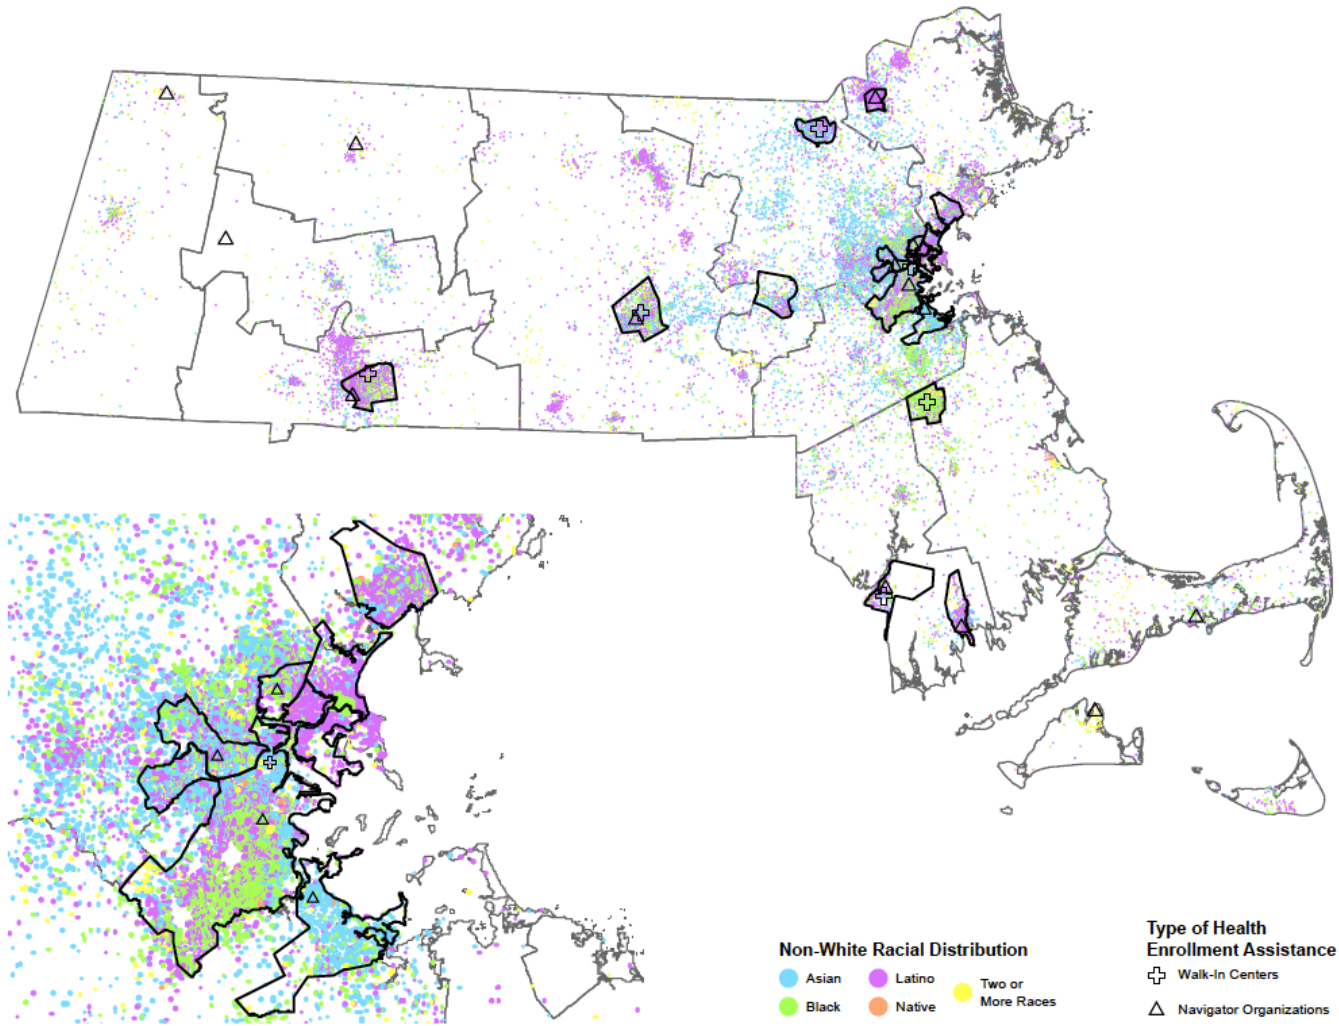 Non-White Racial Distribution
Asian
Latino
Two or
More Races
Black
Native
Type of Health
Enrollment Assistance
Walk-In Centers
Navigator Organizations